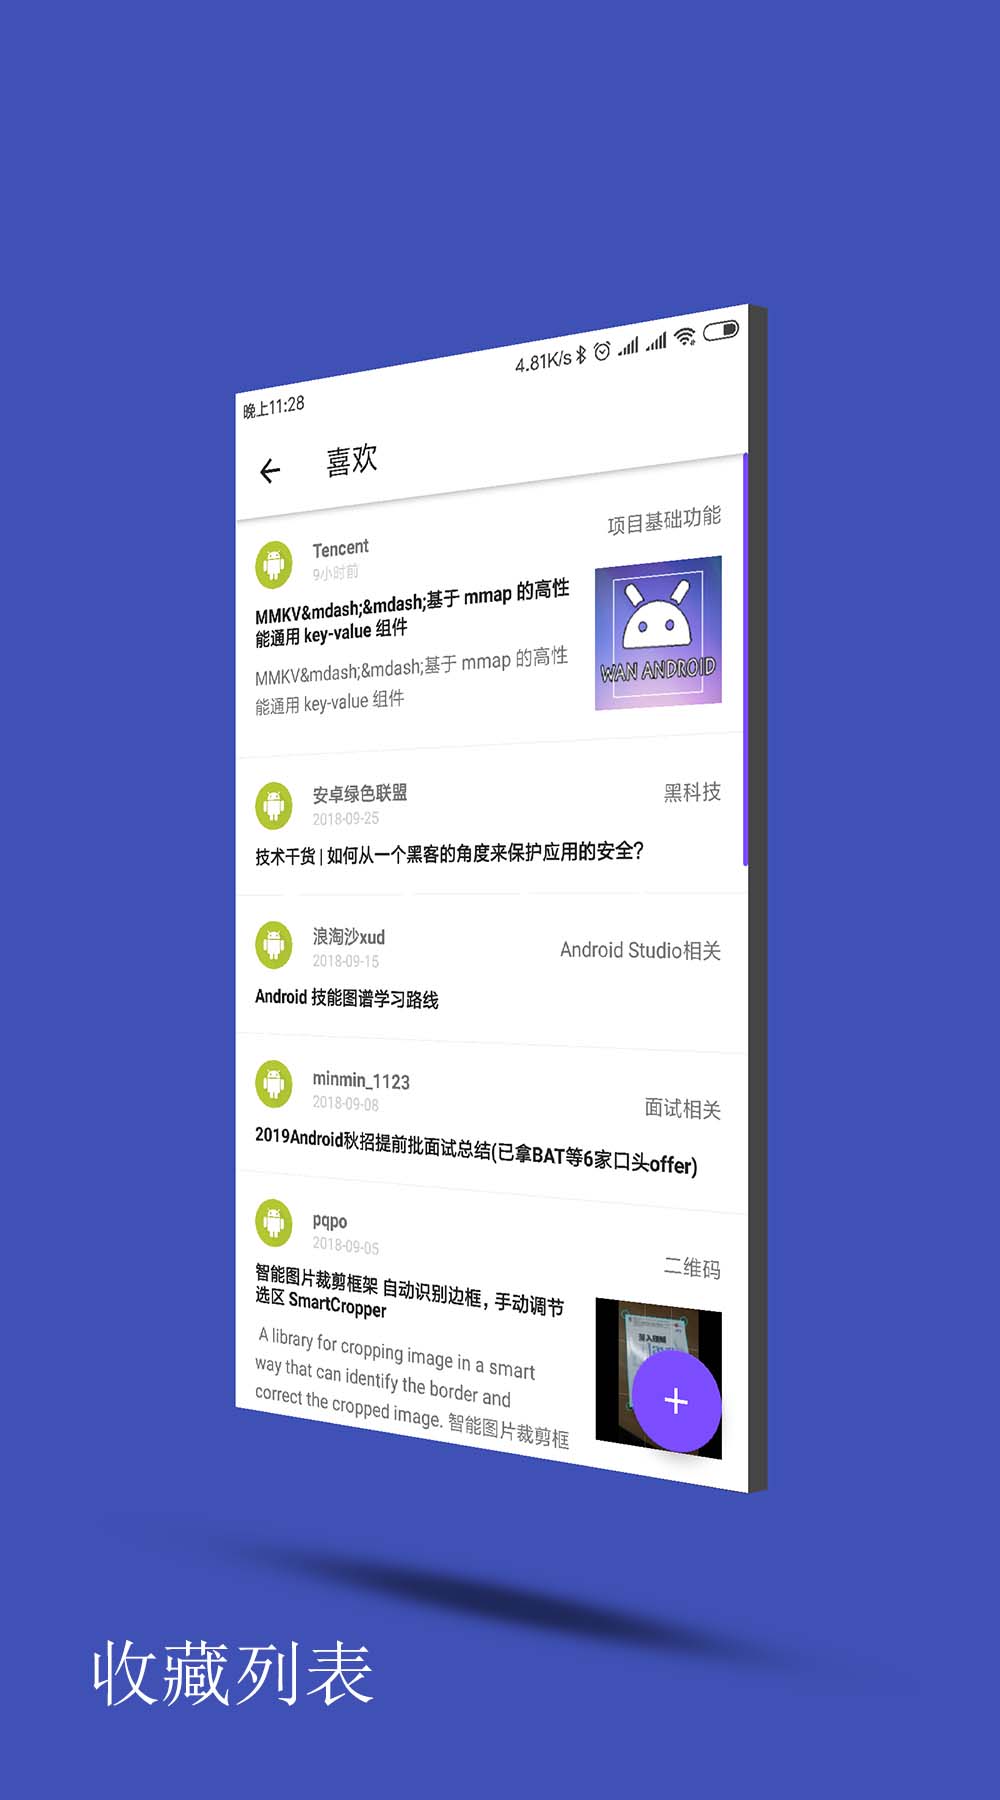 晚上11:28
4.81K/s
喜欢
Tencent
项目基础功能
9小时前
MMKV&mdash;&mdash;基于 mmap 的高性
能通用 key-value 组件
MMKV&mdash;&mdash;基于 mmap 的高性
能通用 key-value 组件
WAN ANDROID
安卓绿色联盟
黑科技
2018-09-25
技术干货 | 如何从一个黑客的角度来保护应用的安全?
浪淘沙xud
Android Studio相关
2018-09-15
Android 技能图谱学习路线
minmin_1123
面试相关
2018-09-08
2019Android秋招提前批面试总结(已拿BAT等6家口头offer)
pqpo
二维码
2018-09-05
智能图片裁剪框架 自动识别边框，手动调节
选区 SmartCropper
A library for cropping image in a smart
way that can identify the border and
correct the cropped image. 智能图片裁剪框
深入理解
收藏列表